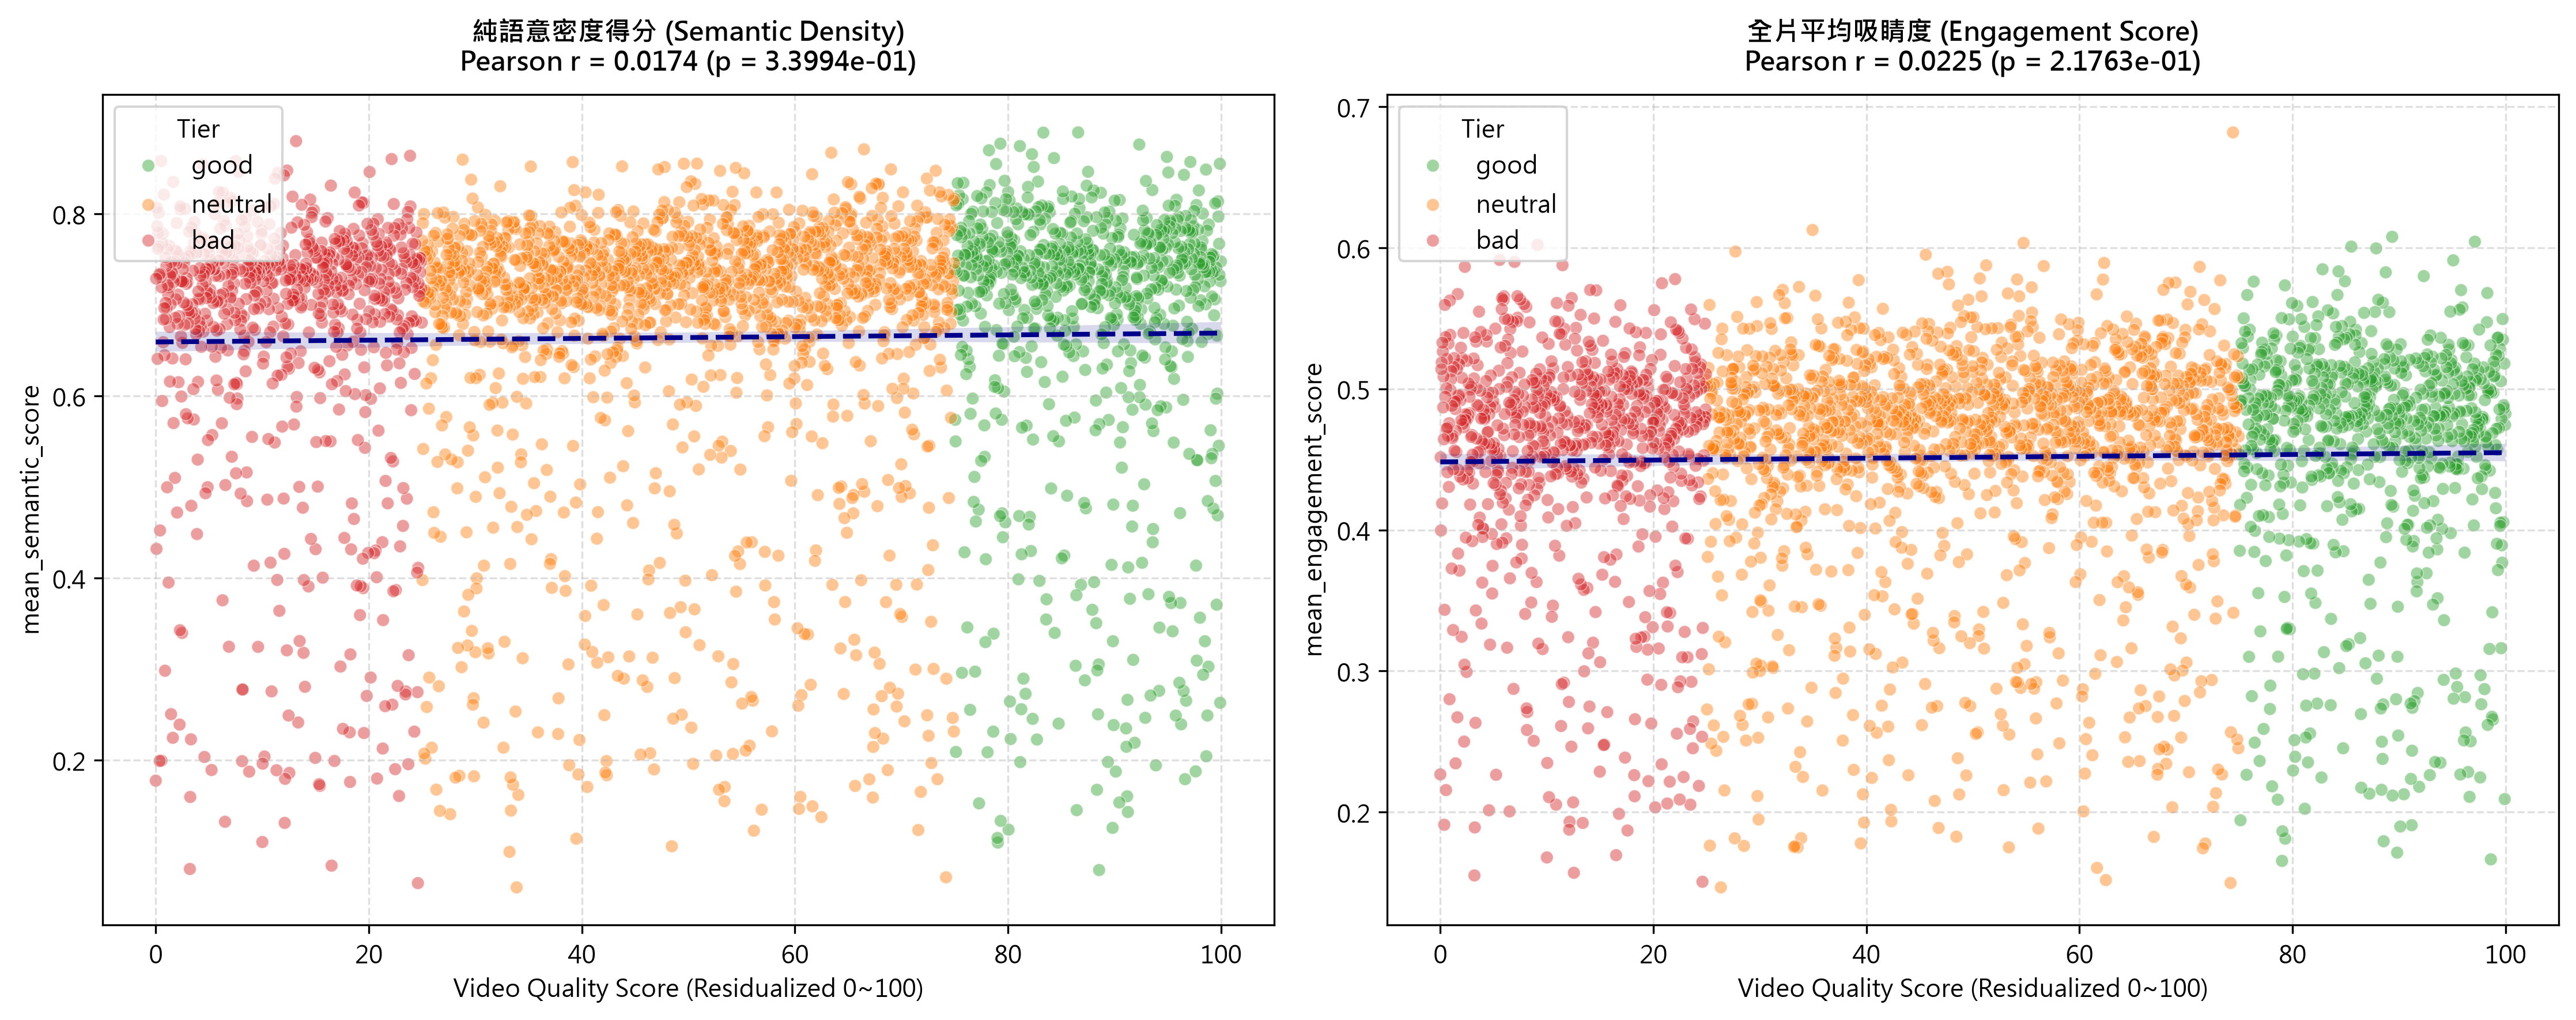 純語意密度得分 (Semantic Density)
Pearson r = 0.0174 (p = 3.3994e-01)
Tier
good
neutral
bad
0.8
0.6
0.4
0.2
mean_semantic_score
0
20
40
60
80
100
Video Quality Score (Residualized 0~100)
全片平均吸睛度 (Engagement Score)
Pearson r = 0.0225 (p = 2.1763e-01)
Tier
good
neutral
bad
0.7
0.6
0.5
0.4
0.3
0.2
mean_engagement_score
0
20
40
60
80
100
Video Quality Score (Residualized 0~100)